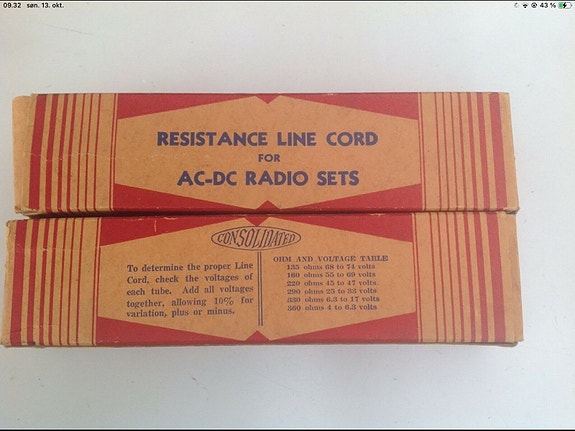 09.32 søn. 13. okt.
43 %
RESISTANCE LINE CORD
FOR
AC-DC RADIO SETS
CONSOLIDATED
To determine the proper Line
Cord, check the voltages of
each tube. Add all voltages
together, allowing 10% for
variation, plus or minus.
OHM AND VOLTAGE TABLE
135 ohms 68 to 74 volts
160 ohms 55 to 69 volts
220 ohms 45 to 47 volts
290 ohms 25 to 33 volts
330 ohms 6.3 to 17 volts
360 ohms 4 to 6.3 volts